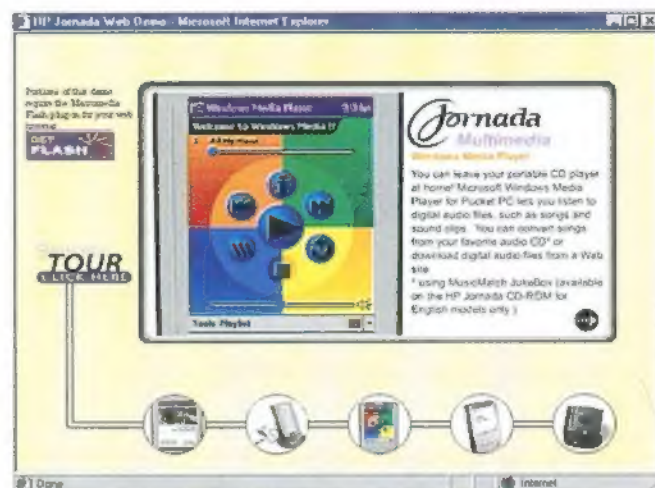 HP Jornada Web Demo - Microsoft Internet Explorer
Portions of this demo
require the Macromedia
Flash plug-in for your web
browser
GET
FLASH
TOUR
CLICK HERE
Windows Media Player
Welcome to Windows Media
Tools Playlist
Jornada
Multimedia
Windows Media Player
You can leave your portable CD player
at home! Microsoft Windows Media
Player for Pocket PC lets you listen to
digital audio files, such as songs and
sound clips. You can convert songs
from your favorite audio CD* or
download digital audio files from a Web
site.
* using MusicMatch JukeBox (available
on the HP Jornada CD-ROM for
English models only.)
Done
Internet